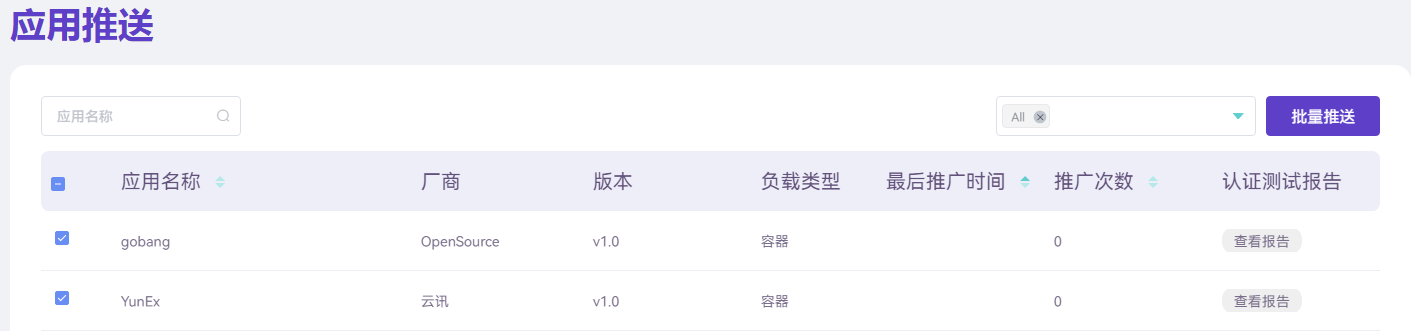 应用推送
应用名称 All 批量推送
应用名称 厂商 版本 负载类型 最后推广时间 推广次数 认证测试报告
gobang OpenSource v1.0 容器 0 查看报告
YunEx 云讯 v1.0 容器 0 查看报告